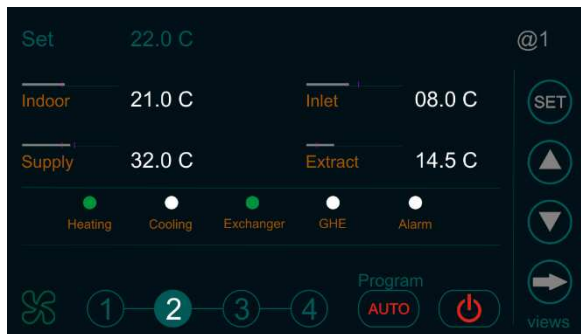 Set 22.0 C @1
Indoor 21.0 C Inlet 08.0 C SET
Supply 32.0 C Extract 14.5 C
Heating Cooling Exchanger GHE Alarm
Program
1 2 3 4 AUTO
views